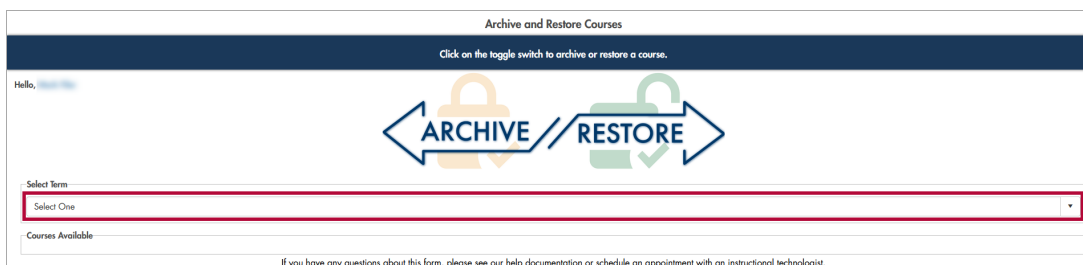 Archive and Restore Courses
Click on the toggle switch to archive or restore a course.
Hello,
ARCHIVE // RESTORE
Select Term
Select One
Courses Available
If you have any questions about this form, please see our help documentation or schedule an appointment with an instructional technologist.